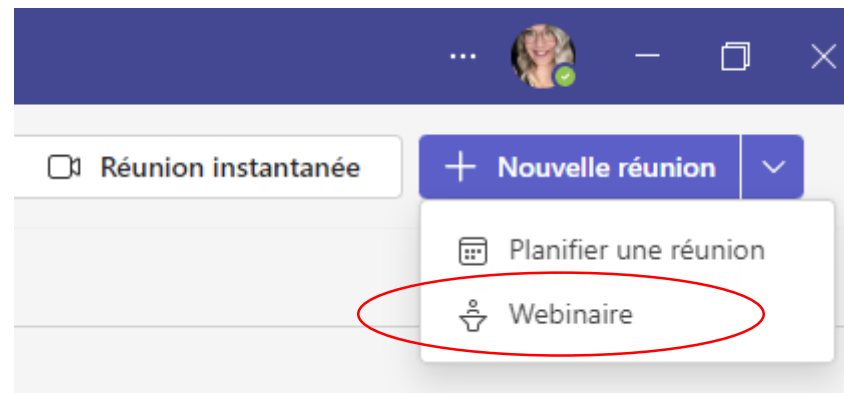 Réunion instantanée
Nouvelle réunion
Planifier une réunion
Webinaire